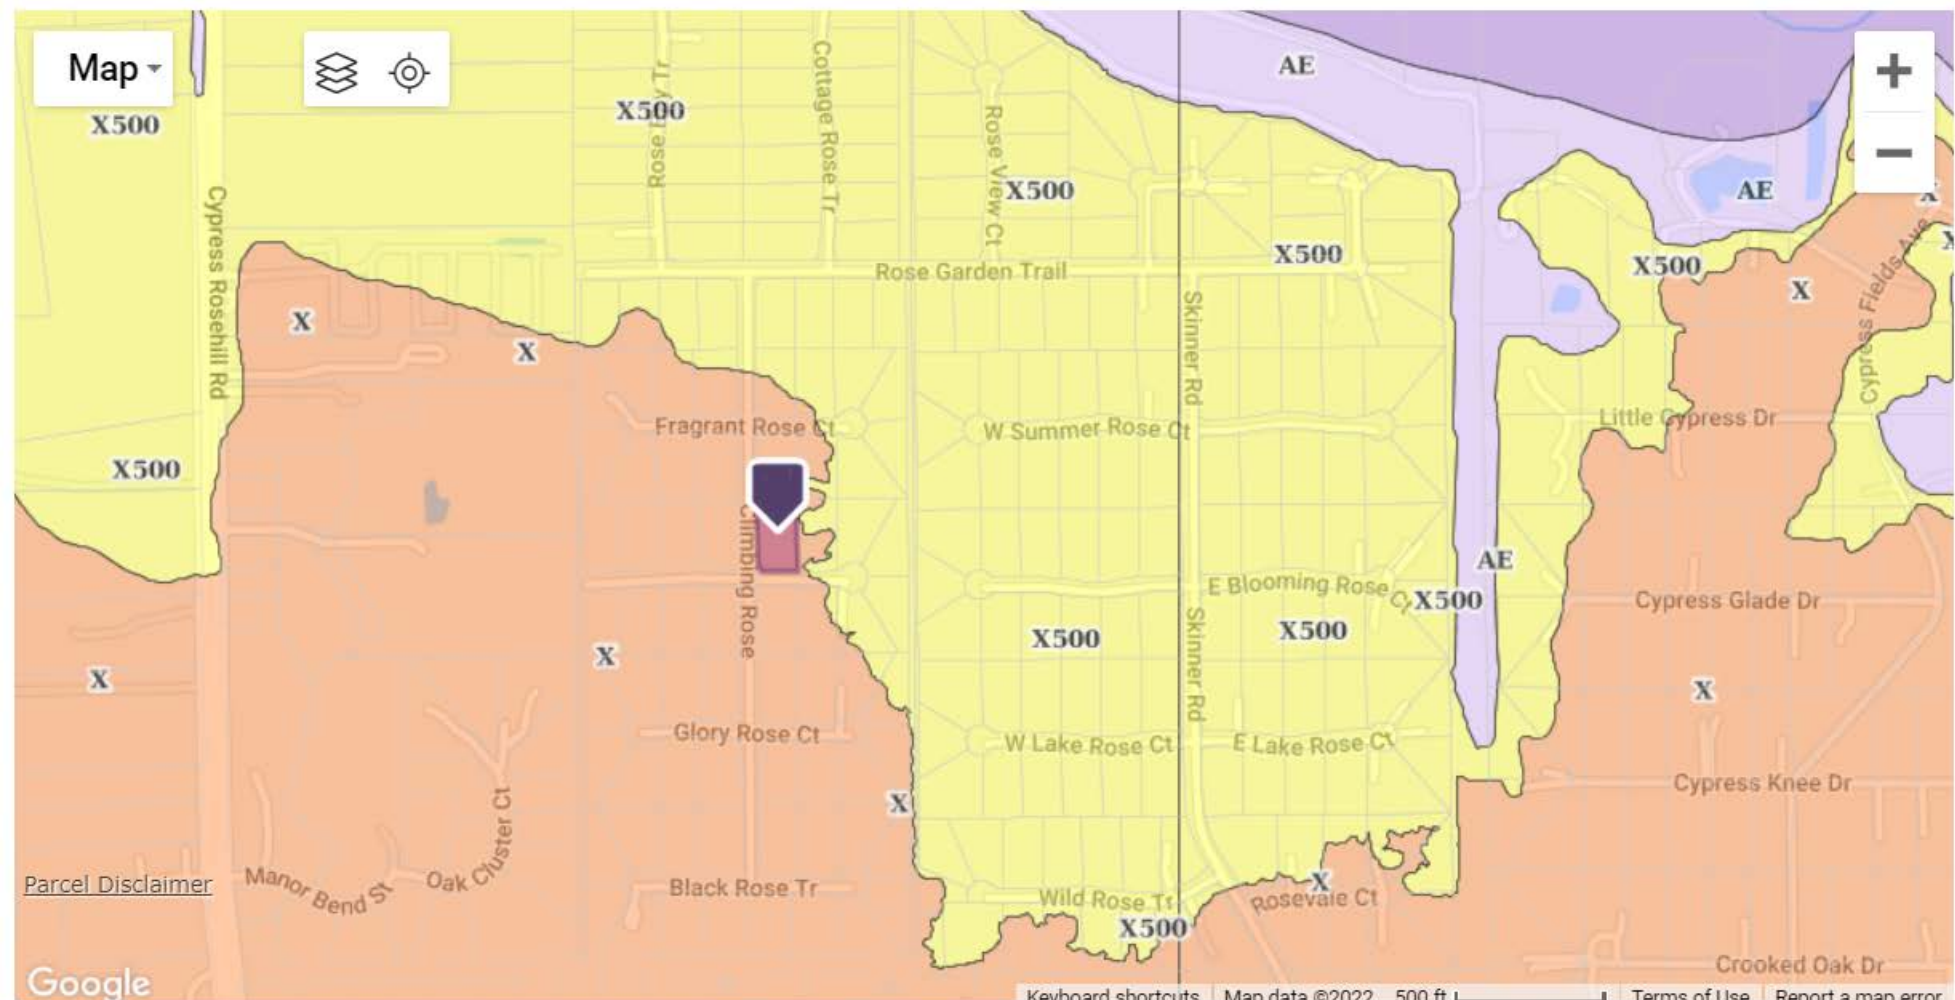 Map
AE
X500
X500
Cottage Rose Tr
Rose View Ct
X500
AE
X
Cypress Rosehill Rd
X500
X500
Rose Garden Trail
X
X
X
Skinner Rd
Cypress Fields Ave
Fragrant Rose Ct
W Summer Rose Ct
Little Cypress Dr
X500
Climbing Rose
AE
E Blooming Rose Ct
X500
Cypress Glade Dr
X500
X500
X
X
X
Skinner Rd
Glory Rose Ct
W Lake Rose Ct
E Lake Rose Ct
Cypress Knee Dr
X
Parcel Disclaimer
Manor Bend St
Oak Cluster Ct
Black Rose Tr
X
Wild Rose Tr
Rosevale Ct
X500
Crooked Oak Dr
Google
Keyboard shortcuts
Map data ©2022
500 ft
Terms of Use
Report a map error